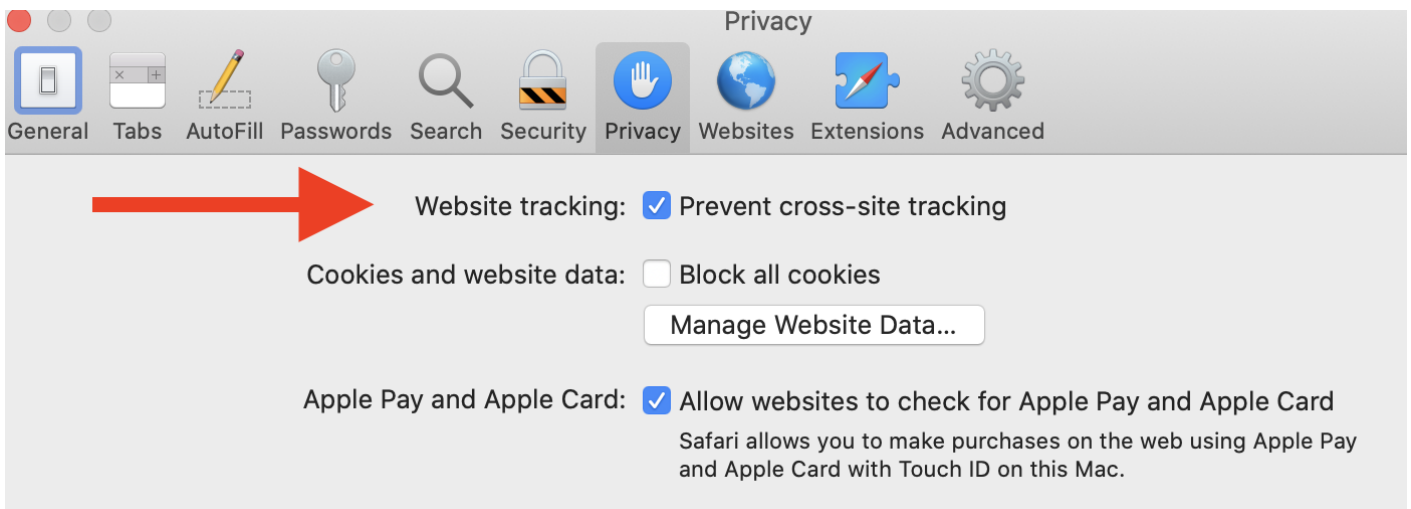 Privacy
General Tabs AutoFill Passwords Search Security Privacy Websites Extensions Advanced
Website tracking: Prevent cross-site tracking
Cookies and website data: Block all cookies
Manage Website Data...
Apple Pay and Apple Card: Allow websites to check for Apple Pay and Apple Card
Safari allows you to make purchases on the web using Apple Pay
and Apple Card with Touch ID on this Mac.